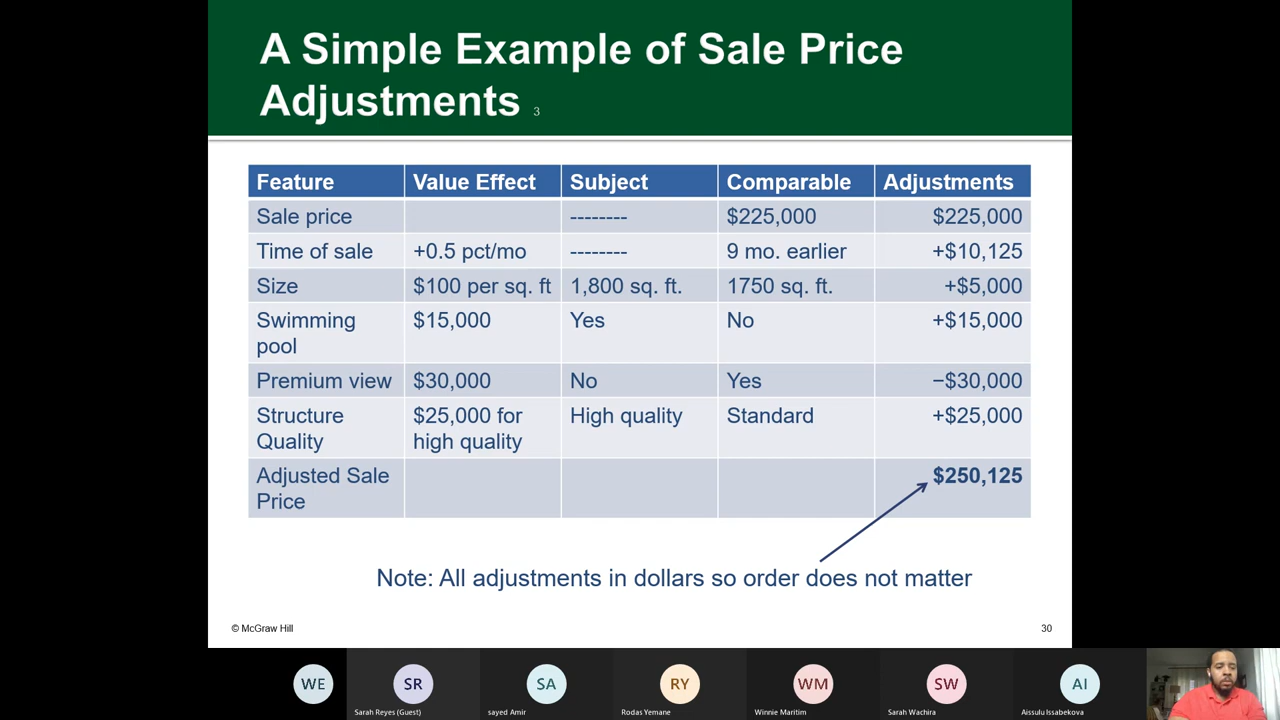 A Simple Example of Sale Price
Adjustments 3
Feature Value Effect Subject Comparable Adjustments
Sale price -------- $225,000 $225,000
Time of sale +0.5 pct/mo -------- 9 mo. earlier +$10,125
Size $100 per sq. ft 1,800 sq. ft. 1750 sq. ft. +$5,000
Swimming $15,000 Yes No +$15,000
pool
Premium view $30,000 No Yes −$30,000
Structure $25,000 for High quality Standard +$25,000
Quality high quality
Adjusted Sale $250,125
Price
Note: All adjustments in dollars so order does not matter
© McGraw Hill 30
WE SR SA RY WM SW AI
Sarah Reyes (Guest) sayed Amir Rodas Yemane Winnie Maritim Sarah Wachira Aissulu Issabekova